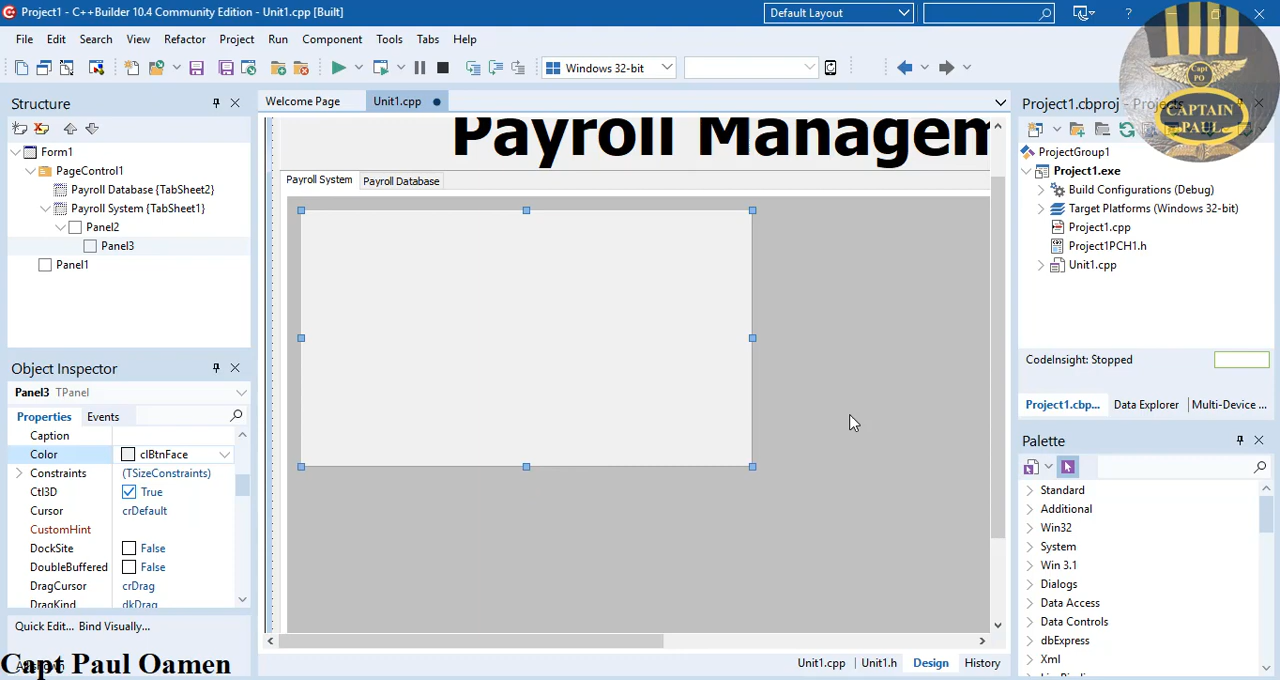 Project1 - C++Builder 10.4 Community Edition - Unit1.cpp [Built]
Default Layout
?
File Edit Search View Refactor Project Run Component Tools Tabs Help
Windows 32-bit
Structure
Form1
PageControl1
Payroll Database {TabSheet2}
Payroll System {TabSheet1}
Panel2
Panel3
Panel1
Object Inspector
Panel3 TPanel
Properties Events
Caption
Color clBtnFace
Constraints (TSizeConstraints)
Ctl3D True
Cursor crDefault
CustomHint
DockSite False
DoubleBuffered False
DragCursor crDrag
DragKind dkDrag
Quick Edit... Bind Visually...
Capt Paul Oamen
Welcome Page Unit1.cpp
Payroll Managem
Payroll System Payroll Database
Unit1.cpp Unit1.h Design History
Project1.cbproj - Projects
ProjectGroup1
Project1.exe
Build Configurations (Debug)
Target Platforms (Windows 32-bit)
Project1.cpp
Project1PCH1.h
Unit1.cpp
CodeInsight: Stopped
Project1.cbp... Data Explorer Multi-Device ...
Palette
Standard
Additional
Win32
System
Win 3.1
Dialogs
Data Access
Data Controls
dbExpress
Xml
Capt
PO
CAPTAIN
PAUL